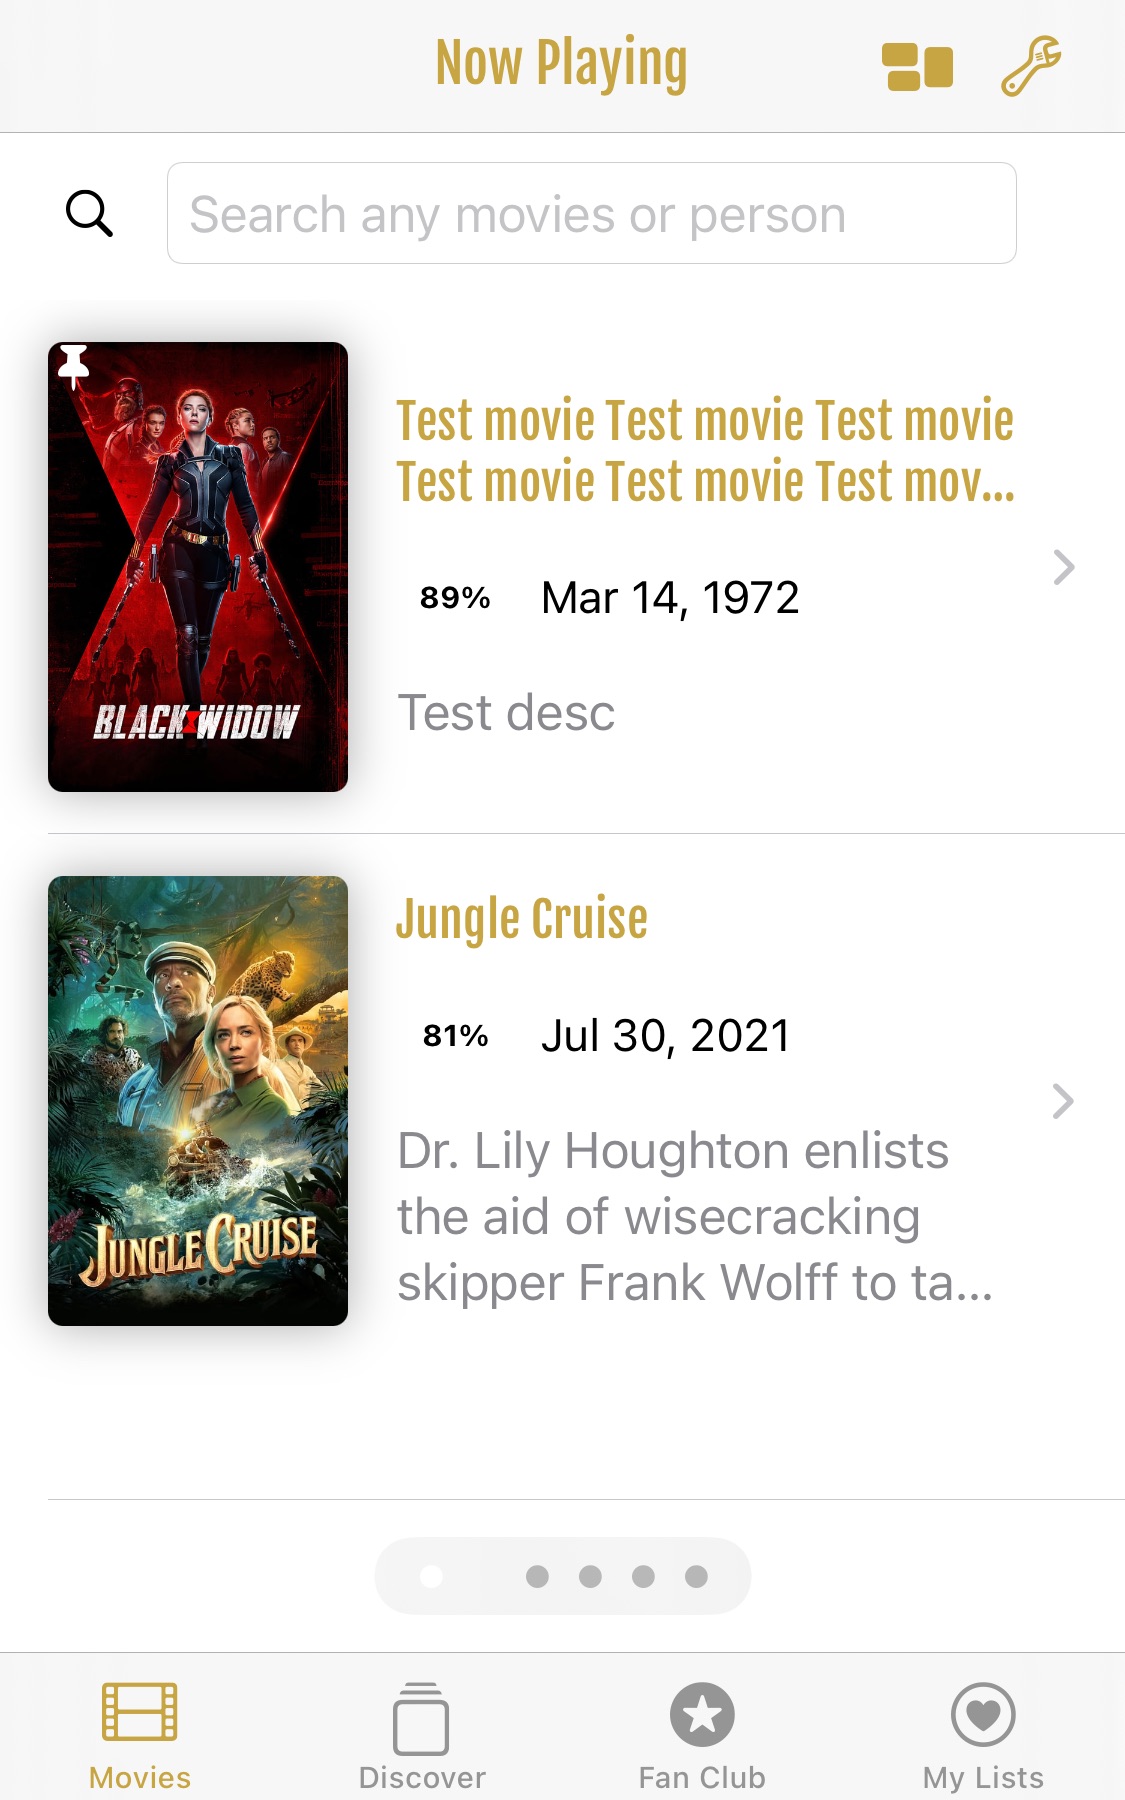 Now Playing
Search any movies or person
BLACK WIDOW
Test movie Test movie Test movie
Test movie Test movie Test mov...
89% Mar 14, 1972
Test desc
JUNGLE CRUISE
Jungle Cruise
81% Jul 30, 2021
Dr. Lily Houghton enlists
the aid of wisecracking
skipper Frank Wolff to ta...
Movies Discover Fan Club My Lists